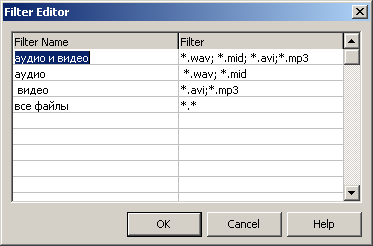 Filter Editor
Filter Name Filter
аудио и видео *.wav; *.mid; *.avi;*.mp3
аудио *.wav; *.mid
видео *.avi;*.mp3
все файлы *.*
OK Cancel Help